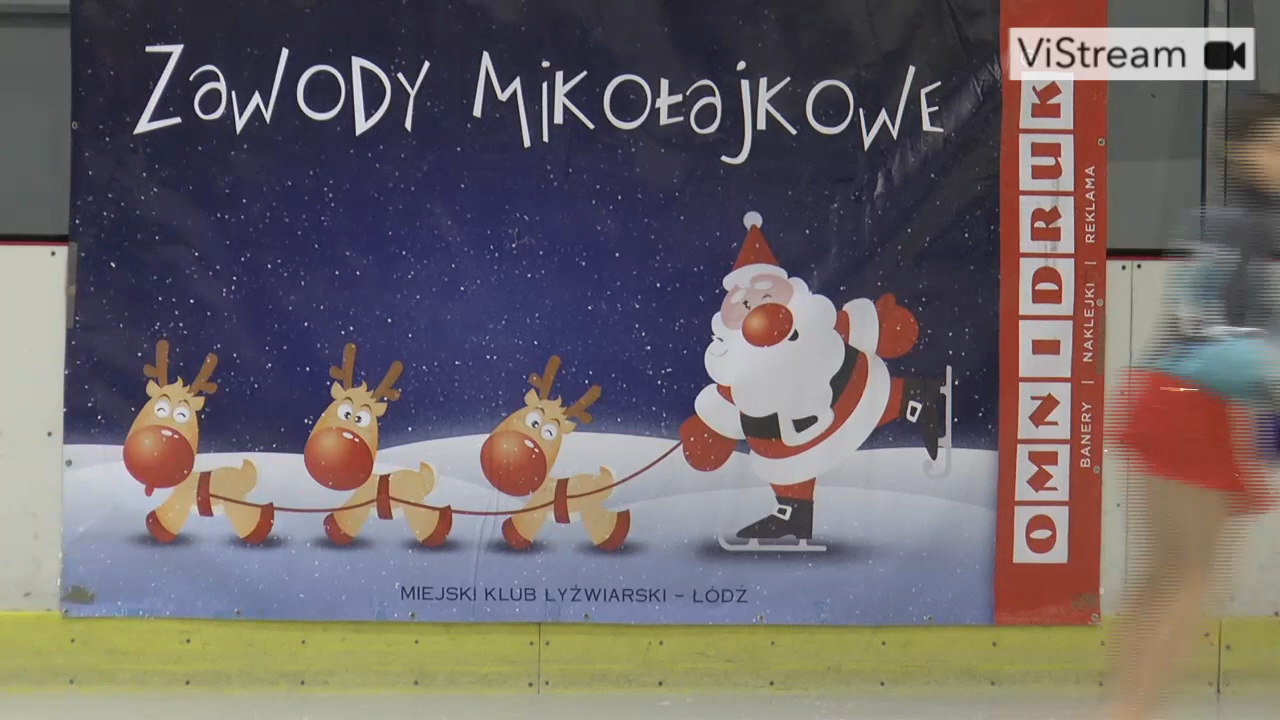 ZaWODY MiKOŁajKOWE
ViStream
OMNIDRUK
BANERY | NAKLEJKI | REKLAMA
MIEJSKI KLUB ŁYŻWIARSKI – ŁÓDŹ